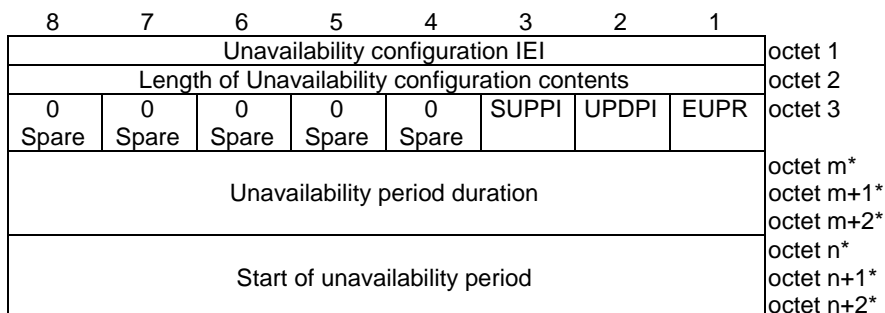 8 7 6 5 4 3 2 1
Unavailability configuration IEI octet 1
Length of Unavailability configuration contents octet 2
0 0 0 0 0 SUPPI UPDPI EUPR octet 3
Spare Spare Spare Spare Spare
octet m*
Unavailability period duration octet m+1*
octet m+2*
octet n*
Start of unavailability period octet n+1*
octet n+2*